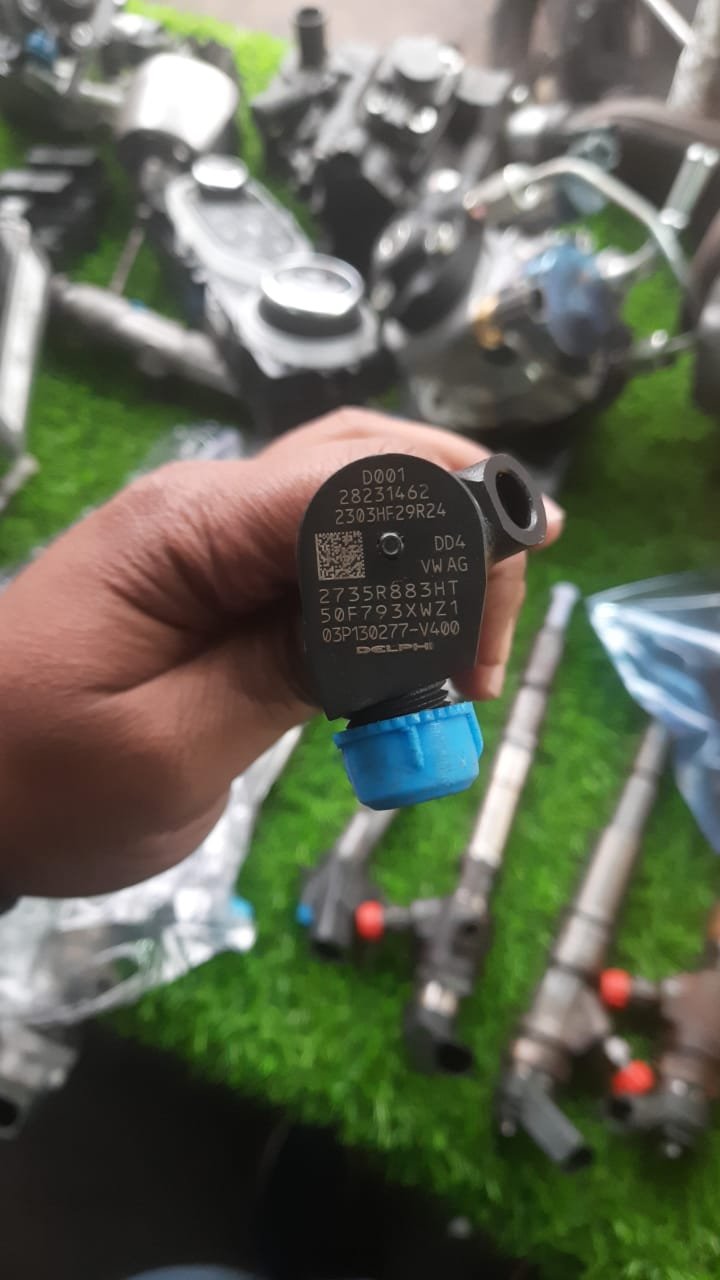 D001
28231462
2303HF29R24
DD4
VW AG
2735R883HT
50F793XWZ1
03P130277-V400
DELPHI